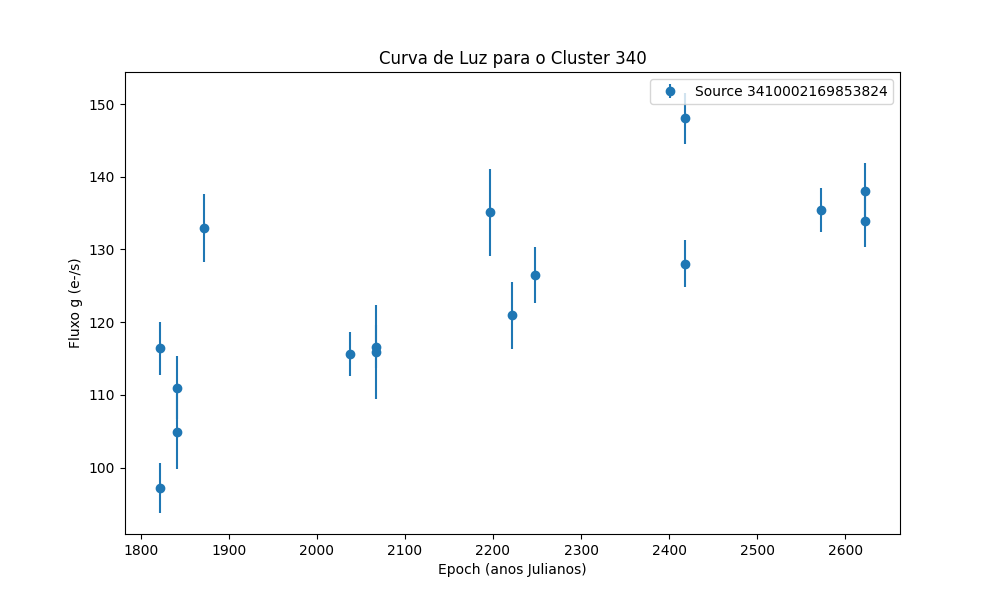 Curva de Luz para o Cluster 340
Source 3410002169853824
150
140
130
120
110
100
Fluxo g (e-/s)
1800 1900 2000 2100 2200 2300 2400 2500 2600
Epoch (anos Julianos)